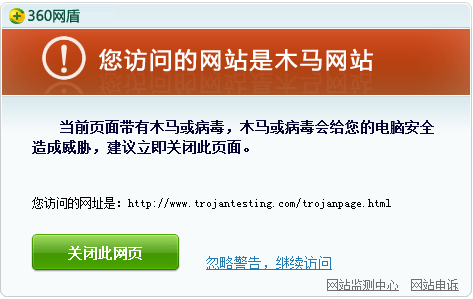 360网盾
您访问的网站是木马网站
当前页面带有木马或病毒，木马或病毒会给您的电脑安全
造成威胁，建议立即关闭此页面。
您访问的网址是：http://www.trojantesting.com/trojanpage.html
关闭此网页
忽略警告，继续访问
网站监测中心 网站申诉